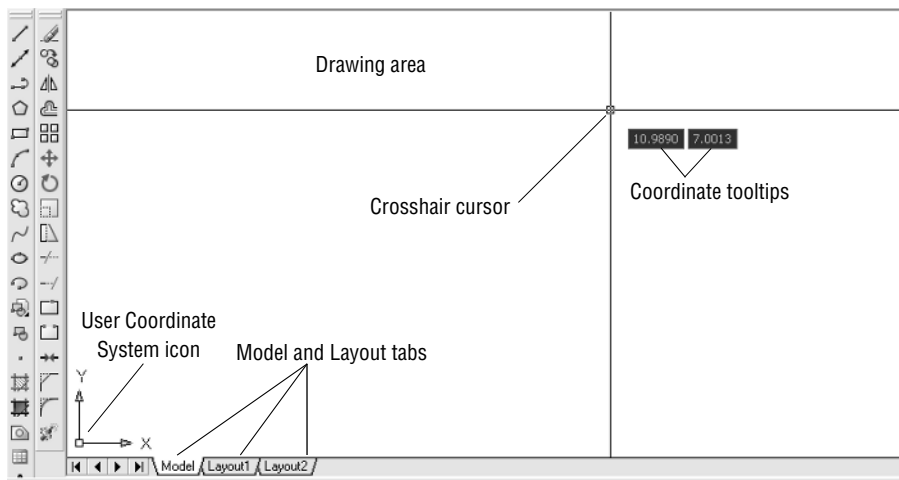 Drawing area
10.9890 7.0013
Coordinate tooltips
Crosshair cursor
User Coordinate
System icon
Model and Layout tabs
Y
X
Model Layout1 Layout2